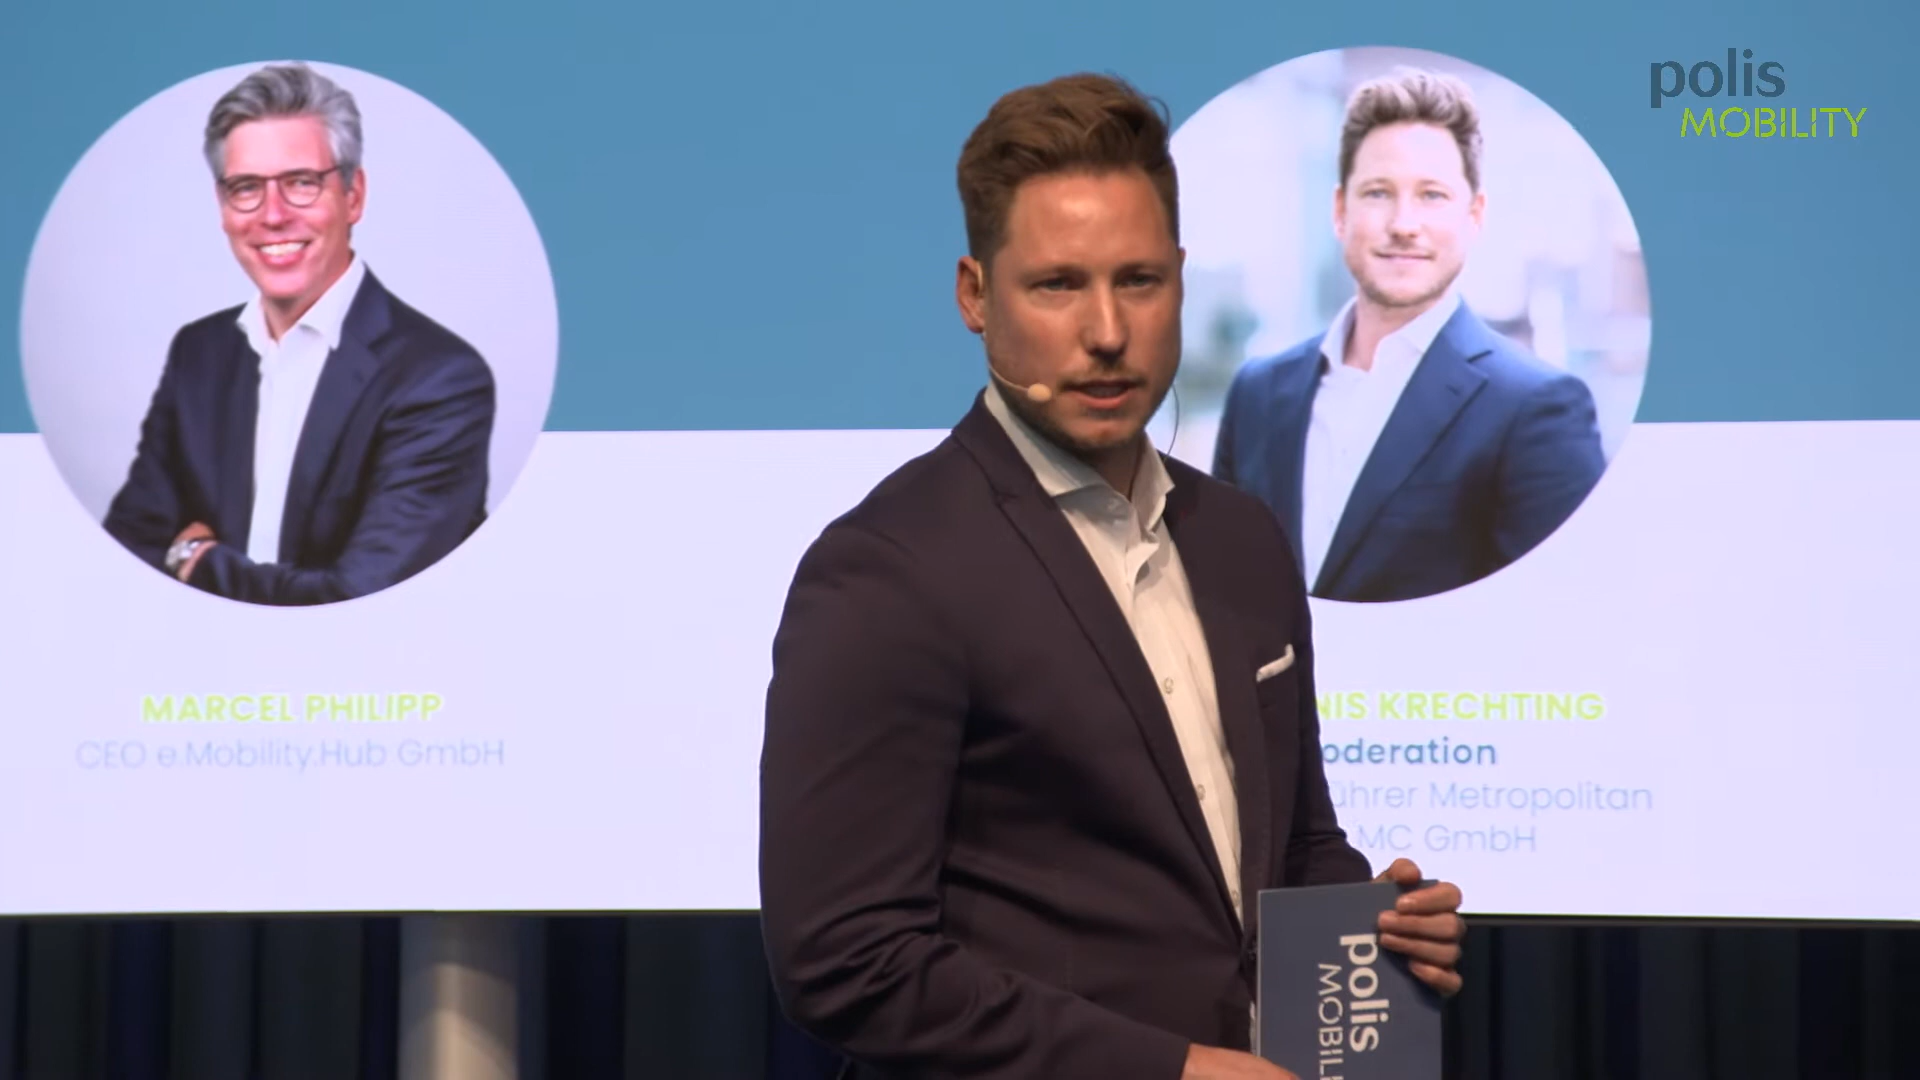 polis
MOBILITY
MARCEL PHILIPP
CEO e.Mobility.Hub GmbH
NIS KRECHTING
oderation
ührer Metropolitan
MC GmbH
polis
MOBILI